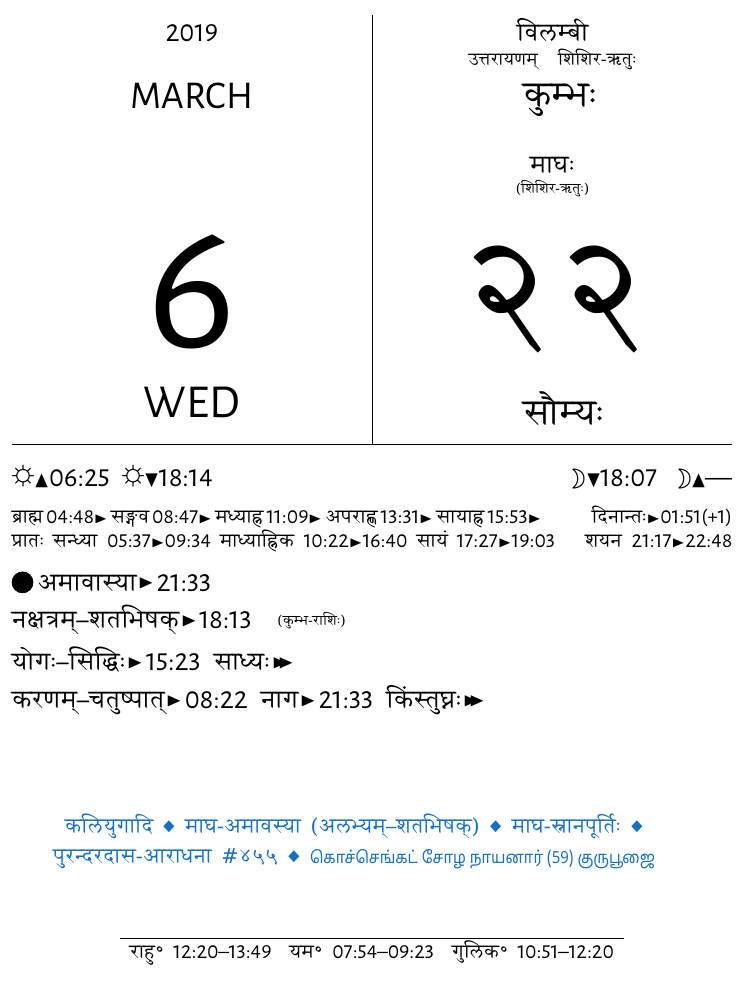 2019
MARCH
6
WED
विलम्बी
उत्तरायणम् शिशिर-ऋतुः
कुम्भः
माघः
(शिशिर-ऋतुः)
२२
सौम्यः
☼▲06:25 ☼▼18:14 ☽▼18:07 ☽▲—
ब्राह्म 04:48► सङ्गव 08:47► मध्याह्न 11:09► अपराह्ण 13:31► सायाह्न 15:53► दिनान्तः►01:51(+1)
प्रातः सन्ध्या 05:37►09:34 माध्याह्निक 10:22►16:40 सायं 17:27►19:03 शयन 21:17►22:48
● अमावास्या► 21:33
नक्षत्रम्–शतभिषक्►18:13 (कुम्भ-राशिः)
योगः–सिद्धिः►15:23 साध्यः►►
करणम्–चतुष्पात्►08:22 नाग►21:33 किंस्तुघ्नः►►
कलियुगादि ◆ माघ-अमावस्या (अलभ्यम्–शतभिषक्) ◆ माघ-स्नानपूर्तिः ◆
पुरन्दरदास-आराधना #४५५ ◆ கொச்செங்கட் சோழ நாயனார் (59) குருபூஜை
राहु° 12:20–13:49 यम° 07:54–09:23 गुलिक° 10:51–12:20